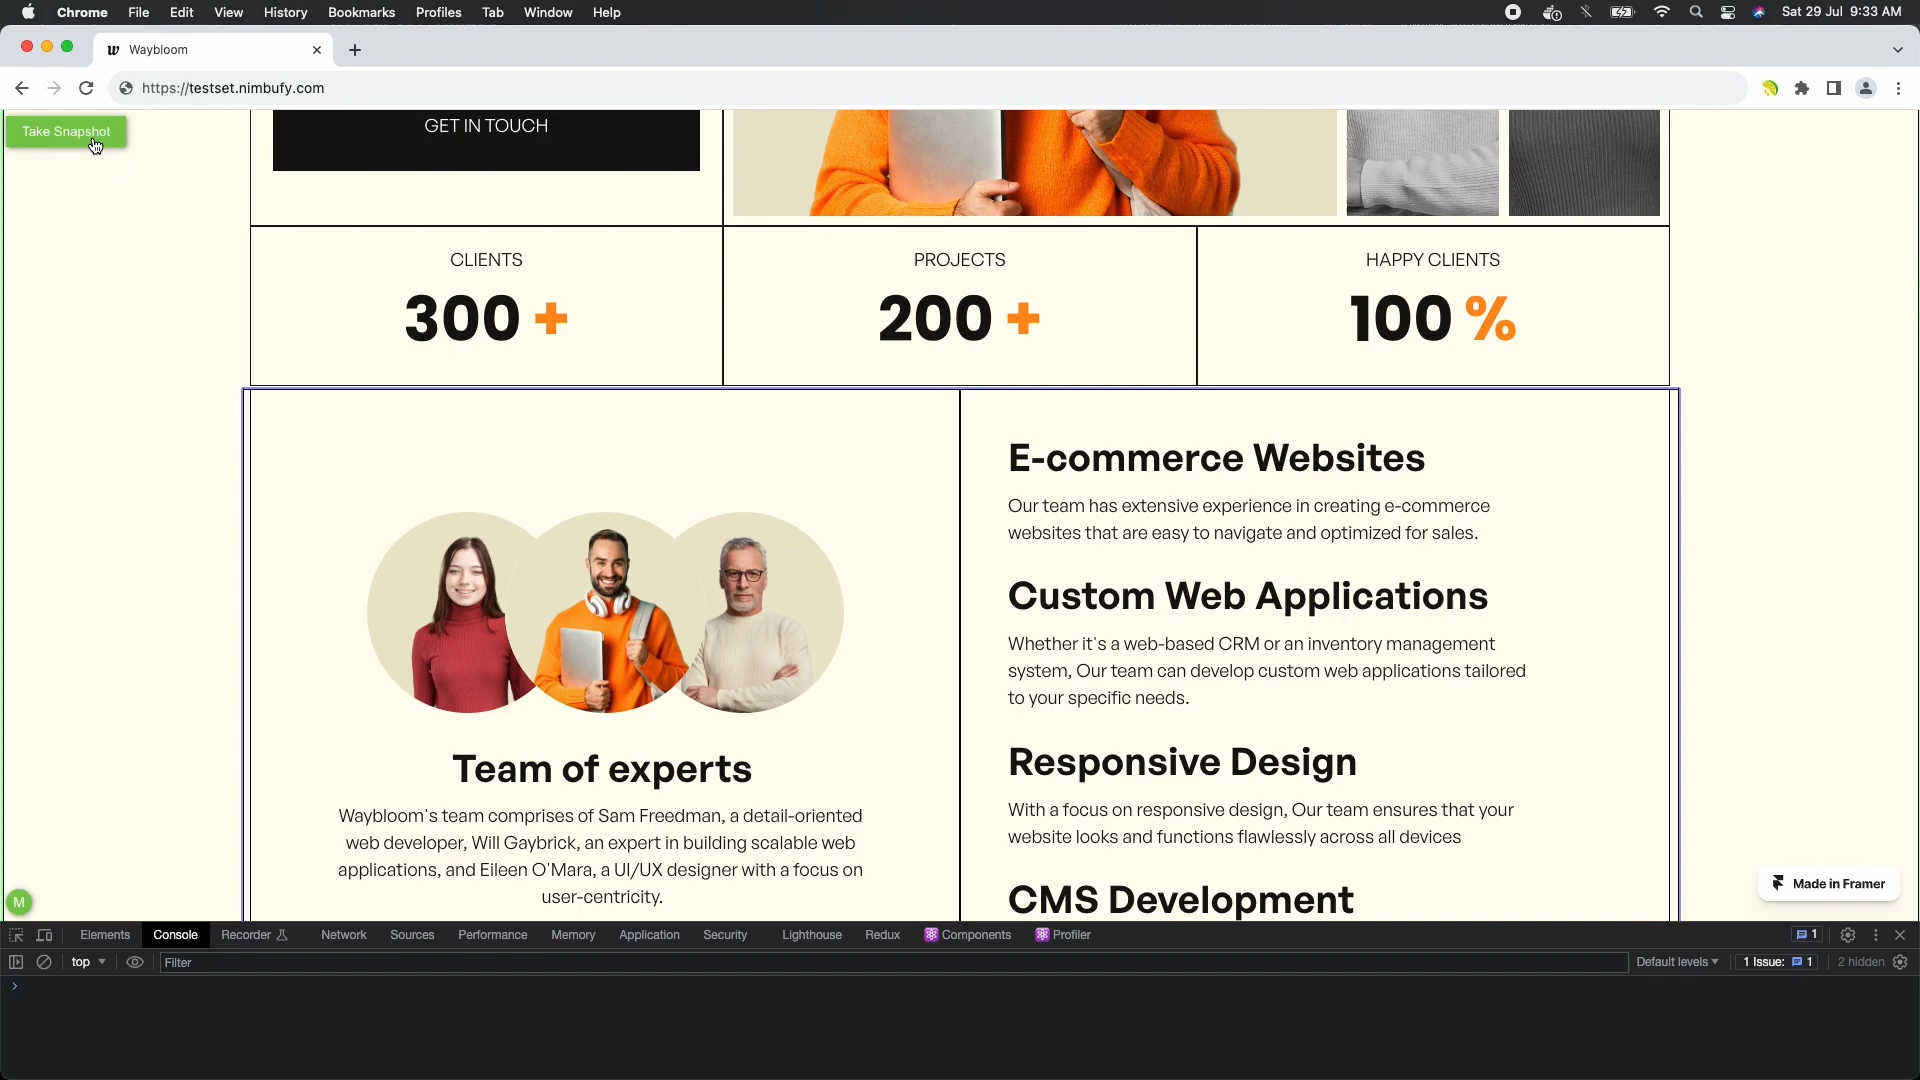 Chrome File Edit View History Bookmarks Profiles Tab Window Help Sat 29 Jul 9:33 AM
Waybloom
https://testset.nimbufy.com
Take Snapshot
GET IN TOUCH
CLIENTS
300 +
PROJECTS
200 +
HAPPY CLIENTS
100 %
Team of experts
Waybloom's team comprises of Sam Freedman, a detail-oriented
web developer, Will Gaybrick, an expert in building scalable web
applications, and Eileen O'Mara, a UI/UX designer with a focus on
user-centricity.
E-commerce Websites
Our team has extensive experience in creating e-commerce
websites that are easy to navigate and optimized for sales.
Custom Web Applications
Whether it's a web-based CRM or an inventory management
system, Our team can develop custom web applications tailored
to your specific needs.
Responsive Design
With a focus on responsive design, Our team ensures that your
website looks and functions flawlessly across all devices
CMS Development
Made in Framer
M
Elements Console Recorder Network Sources Performance Memory Application Security Lighthouse Redux Components Profiler 1
top Filter Default levels 1 Issue: 1 2 hidden